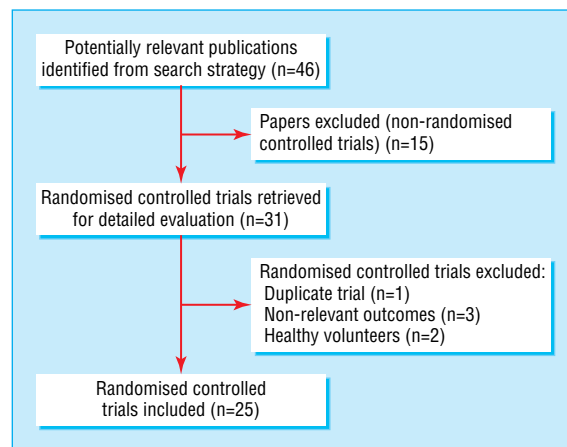 Potentially relevant publications
identified from search strategy (n=46)
Papers excluded (non-randomised
controlled trials) (n=15)
Randomised controlled trials retrieved
for detailed evaluation (n=31)
Randomised controlled trials excluded:
Duplicate trial (n=1)
Non-relevant outcomes (n=3)
Healthy volunteers (n=2)
Randomised controlled
trials included (n=25)